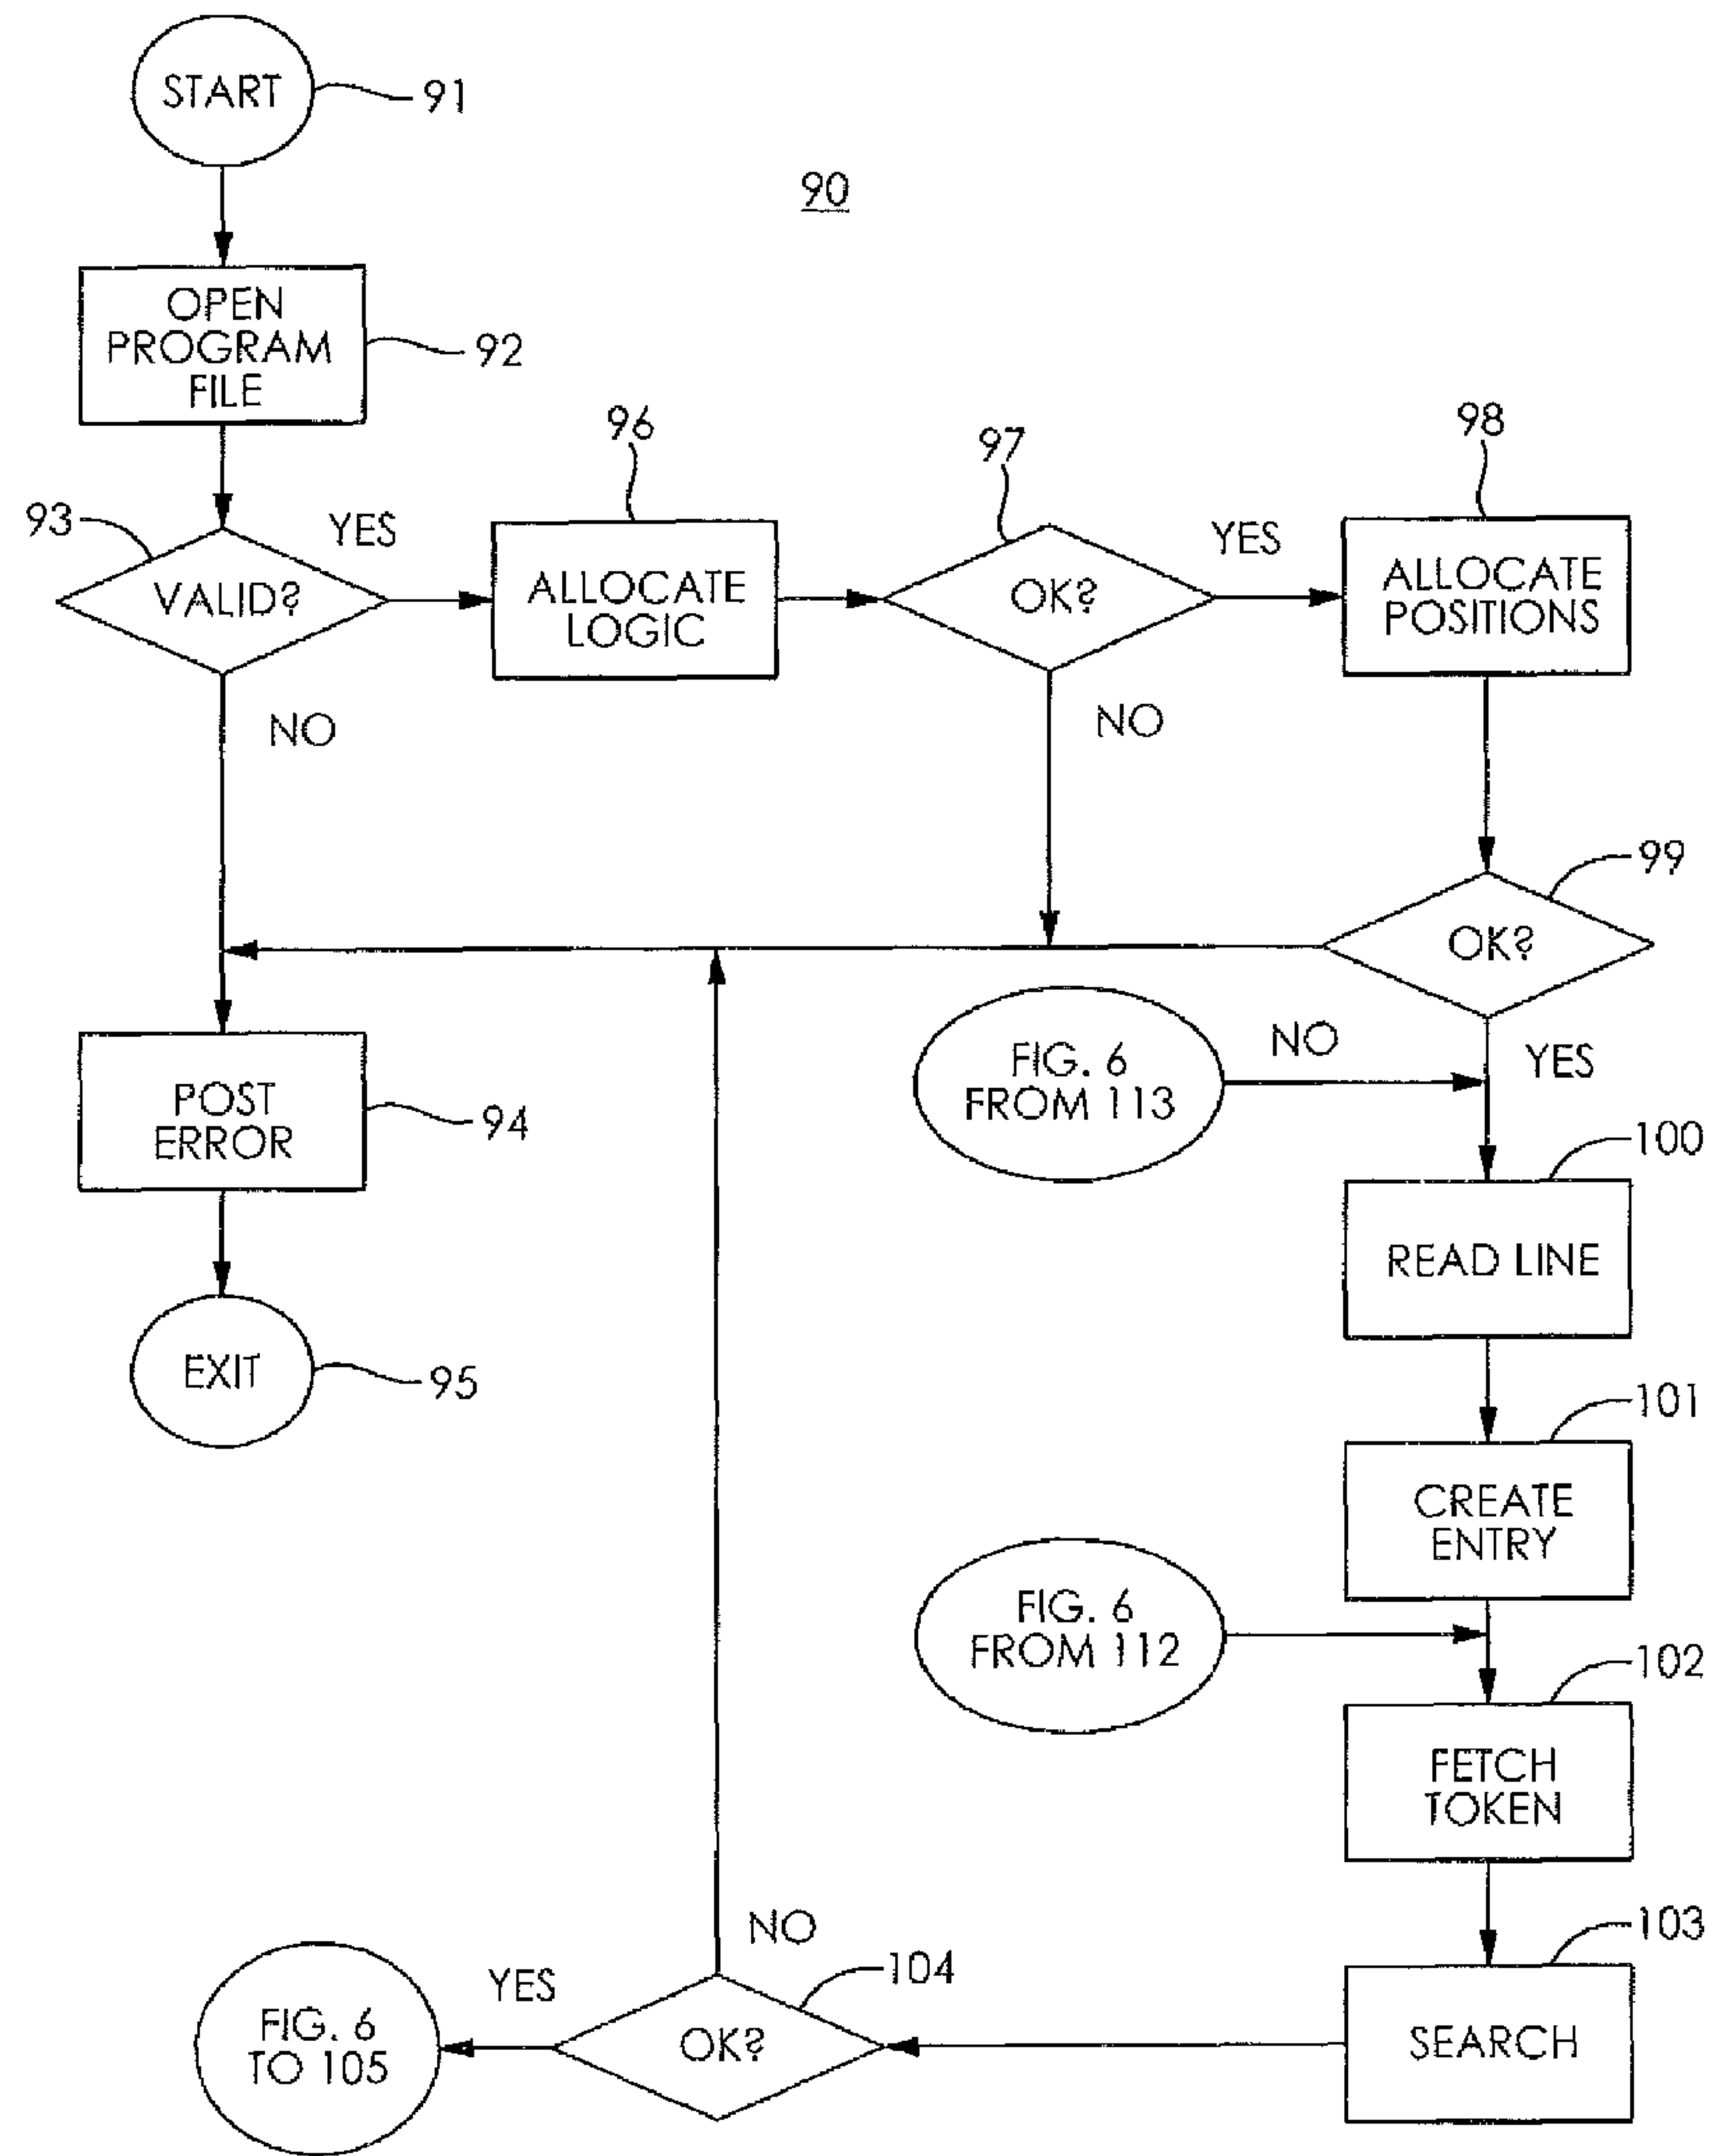 START
91
90
OPEN
PROGRAM
FILE
92
93
VALID?
YES
NO
96
ALLOCATE
LOGIC
97
OK?
YES
NO
98
ALLOCATE
POSITIONS
99
OK?
NO
YES
POST
ERROR
94
EXIT
95
FIG. 6
FROM 113
100
READ LINE
101
CREATE
ENTRY
FIG. 6
FROM 112
102
FETCH
TOKEN
103
SEARCH
104
OK?
NO
YES
FIG. 6
TO 105